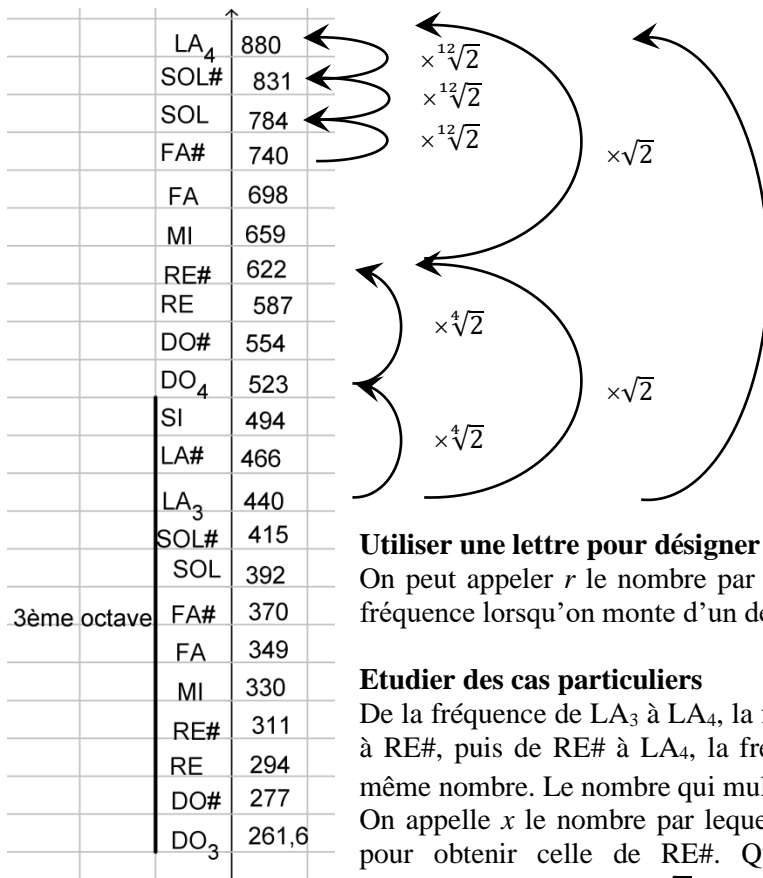 LA4 880
SOL# 831
SOL 784
FA# 740
FA 698
MI 659
RE# 622
RE 587
DO# 554
DO4 523
SI 494
LA# 466
LA3 440
SOL# 415
SOL 392
3ème octave FA# 370
FA 349
MI 330
RE# 311
RE 294
DO# 277
DO3 261,6
×¹²√2
×¹²√2
×¹²√2
×√2
×⁴√2
×√2
×⁴√2
Utiliser une lettre pour désigner
On peut appeler r le nombre par
fréquence lorsqu’on monte d’un de
Etudier des cas particuliers
De la fréquence de LA3 à LA4, la
à RE#, puis de RE# à LA4, la fré
même nombre. Le nombre qui mul
On appelle x le nombre par leque
pour obtenir celle de RE#. Q